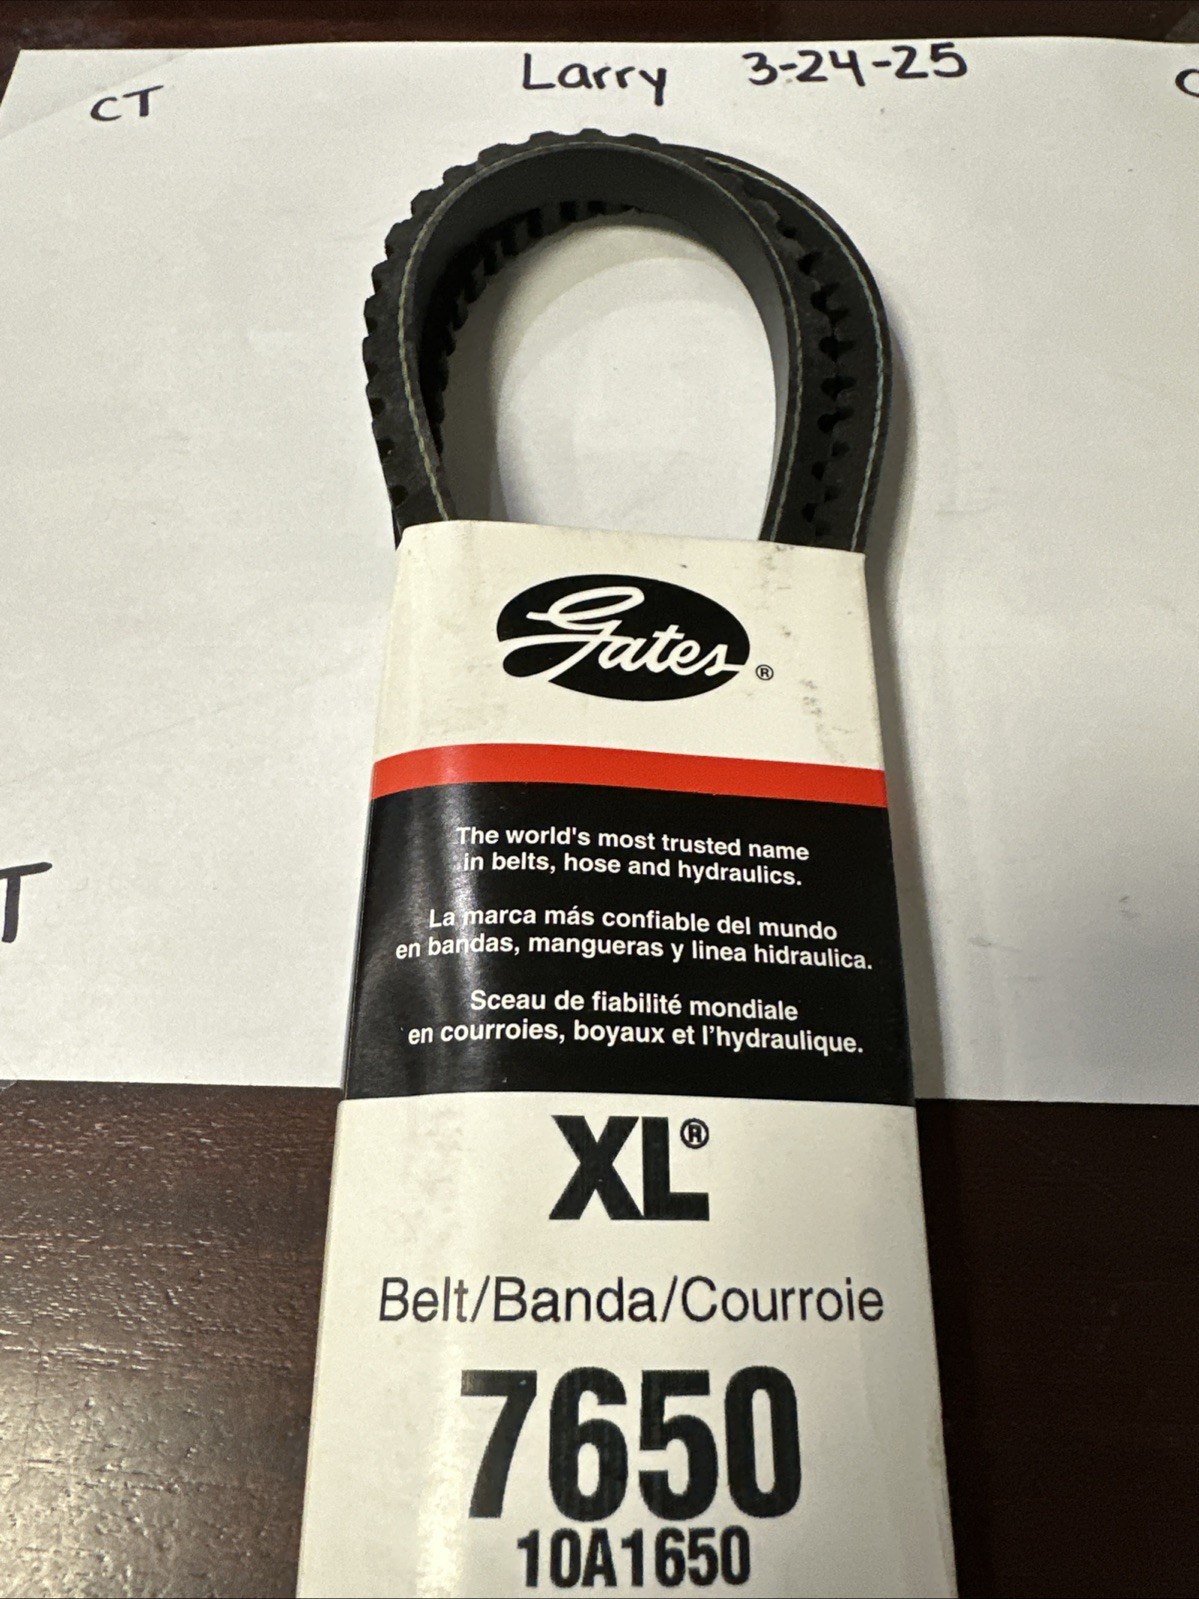 CT
Larry 3-24-25
Gates®
The world's most trusted name
in belts, hose and hydraulics.
La marca más confiable del mundo
en bandas, mangueras y linea hidraulica.
T
Sceau de fiabilité mondiale
en courroies, boyaux et l'hydraulique.
XL®
Belt/Banda/Courroie
7650
10A1650